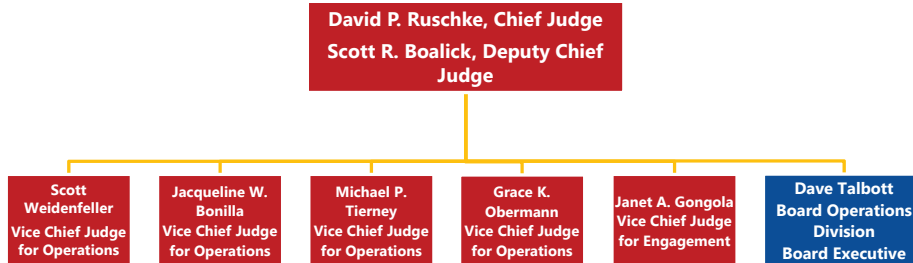 David P. Ruschke, Chief Judge
Scott R. Boalick, Deputy Chief
Judge
Scott
Weidenfeller
Vice Chief Judge
for Operations
Jacqueline W.
Bonilla
Vice Chief Judge
for Operations
Michael P.
Tierney
Vice Chief Judge
for Operations
Grace K.
Obermann
Vice Chief Judge
for Operations
Janet A. Gongola
Vice Chief Judge
for Engagement
Dave Talbott
Board Operations
Division
Board Executive